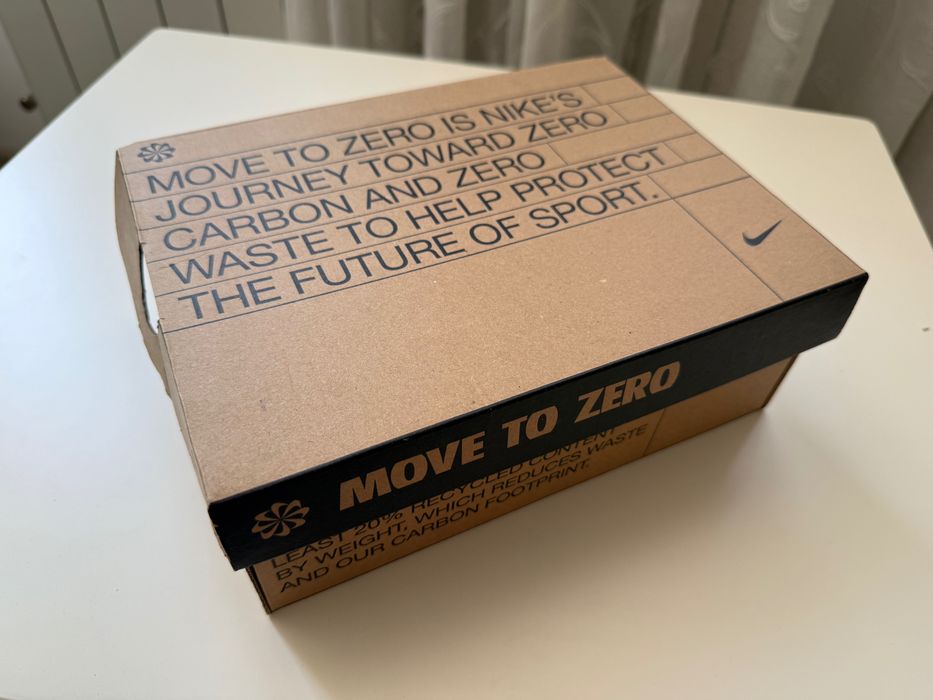 MOVE TO ZERO IS NIKE'S
JOURNEY TOWARD ZERO
CARBON AND ZERO
WASTE TO HELP PROTECT
THE FUTURE OF SPORT.
MOVE TO ZERO
LEAST 20% RECYCLED CONTENT
BY WEIGHT, WHICH REDUCES WASTE
AND OUR CARBON FOOTPRINT.